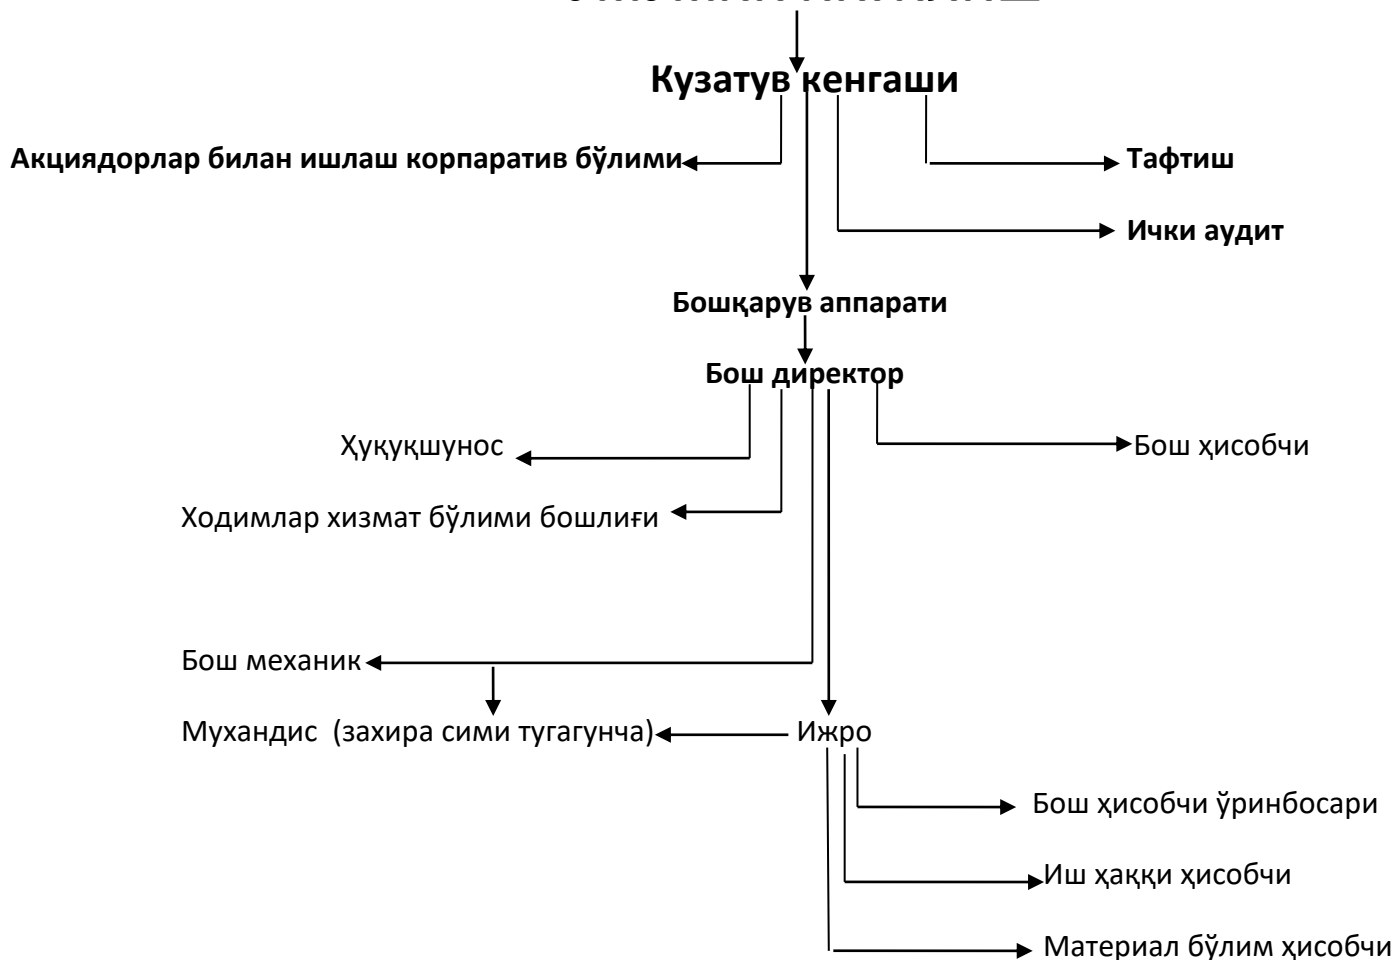 Кузатув кенгаши
Акциядорлар билан ишлаш корпаратив бўлими
Тафтиш
Ички аудит
Бошқарув аппарати
Бош директор
Ҳуқуқшунос
Бош ҳисобчи
Ходимлар хизмат бўлими бошлиғи
Бош механик
Мухандис (захира сими тугагунча)
Ижро
Бош ҳисобчи ўринбосари
Иш ҳаққи ҳисобчи
Материал бўлим ҳисобчи